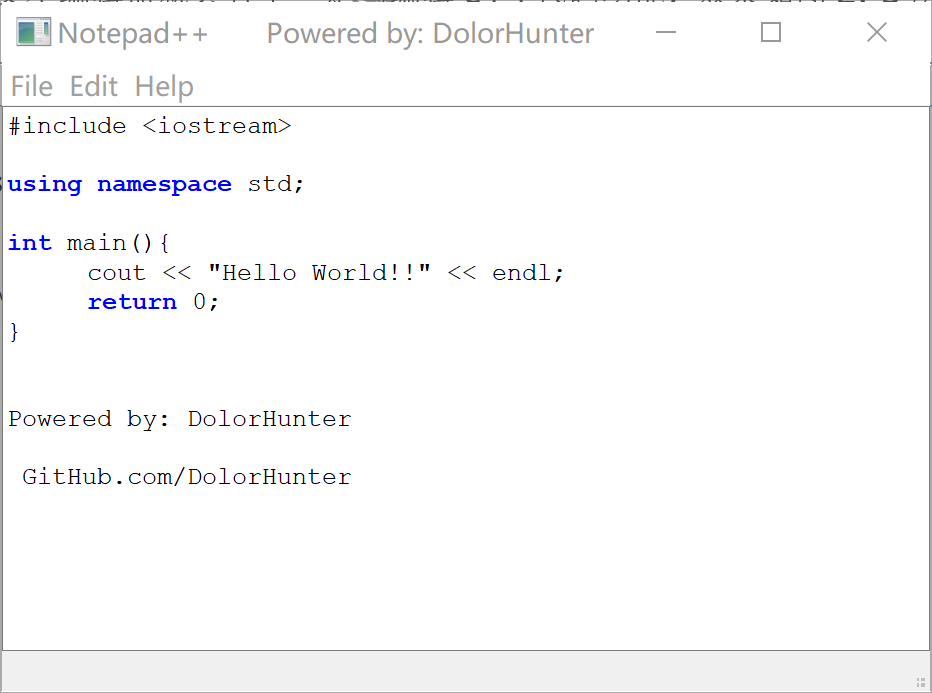 Notepad++ Powered by: DolorHunter
File Edit Help
#include <iostream>
using namespace std;
int main(){
cout << "Hello World!!" << endl;
return 0;
}
Powered by: DolorHunter
GitHub.com/DolorHunter